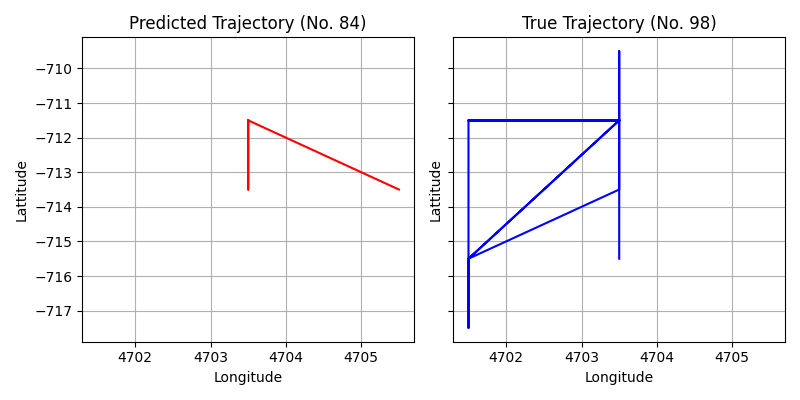 Predicted Trajectory (No. 84)
True Trajectory (No. 98)
Lattitude
−710
−711
−712
−713
−714
−715
−716
−717
4702
4703
4704
4705
Longitude
Lattitude
4702
4703
4704
4705
Longitude